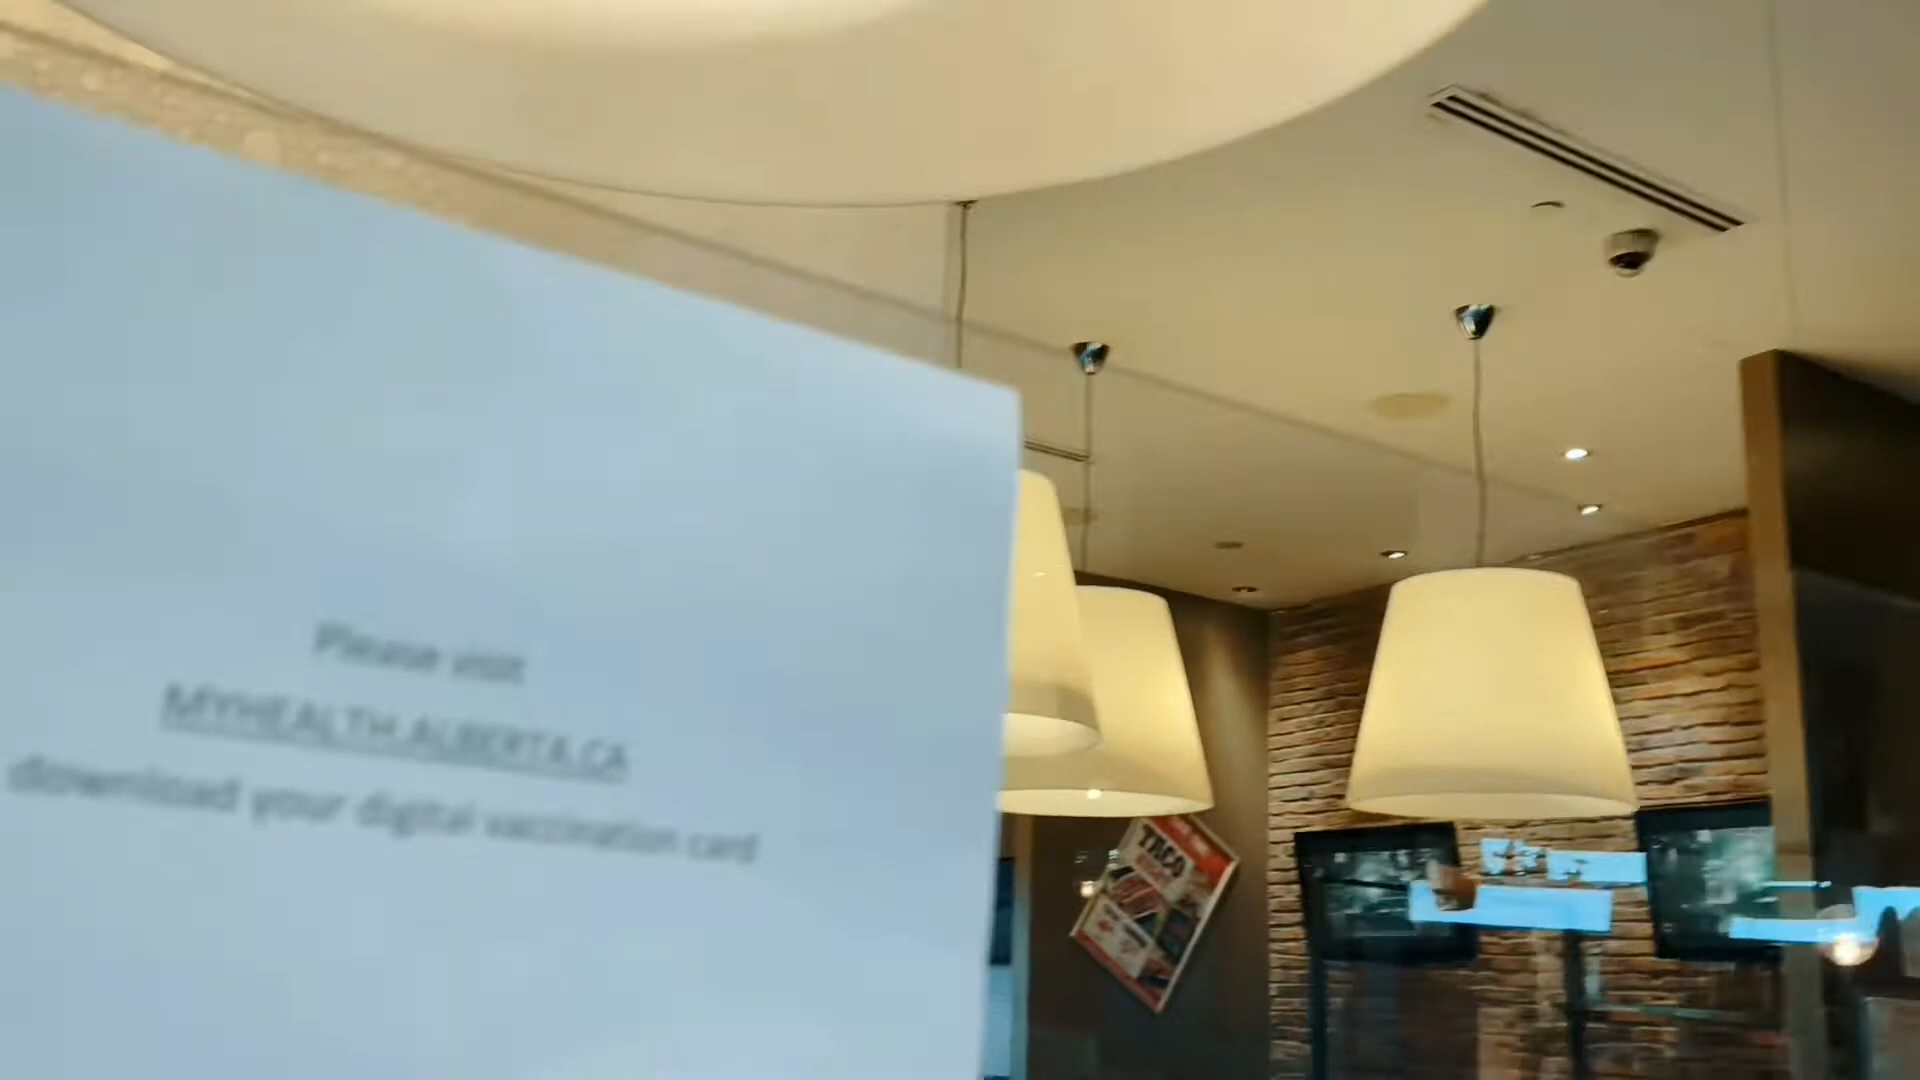 Please visit
MYHEALTH.ALBERTA.CA
download your digital vaccination card
TACO